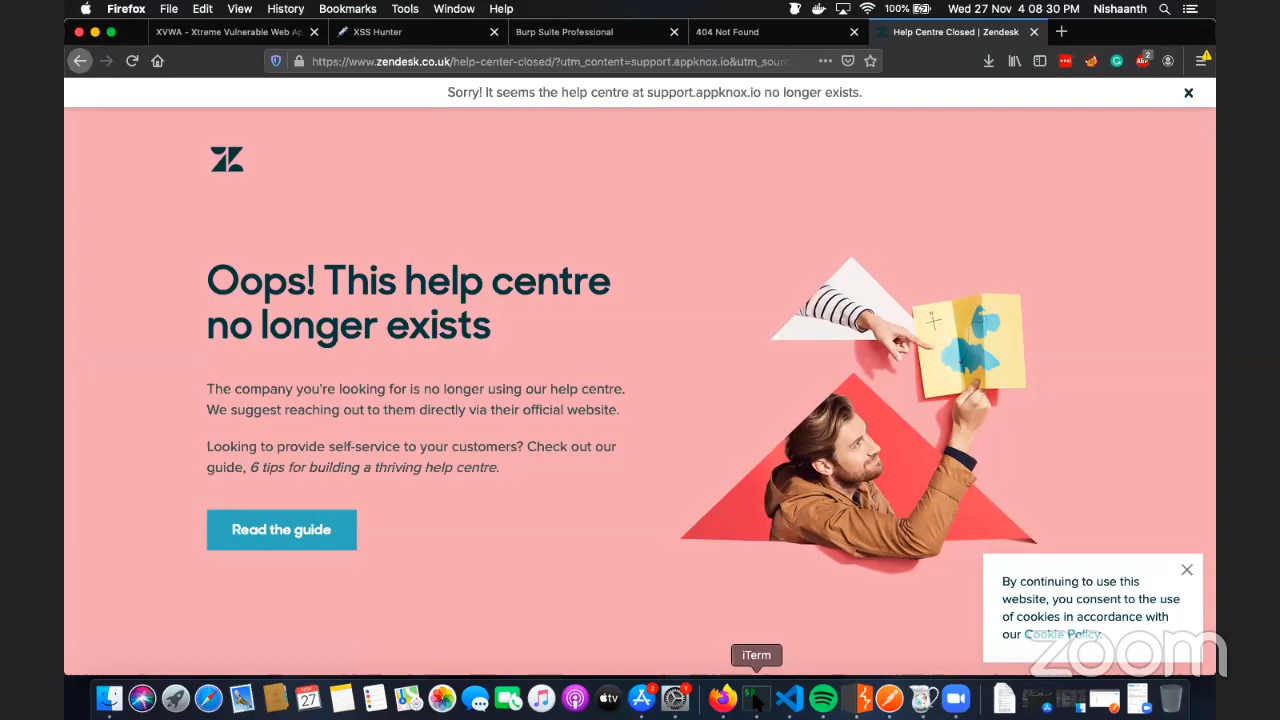 Firefox File Edit View History Bookmarks Tools Window Help 100% Wed 27 Nov 4 08 30 PM Nishaanth
XVWA - Xtreme Vulnerable Web Ap
XSS Hunter
Burp Suite Professional
404 Not Found
Help Centre Closed | Zendesk
https://www.zendesk.co.uk/help-center-closed/?utm_content=support.appknox.io&utm_sourc
Sorry! It seems the help centre at support.appknox.io no longer exists.
Oops! This help centre
no longer exists
The company you're looking for is no longer using our help centre.
We suggest reaching out to them directly via their official website.
Looking to provide self-service to your customers? Check out our
guide, 6 tips for building a thriving help centre.
Read the guide
By continuing to use this
website, you consent to the use
of cookies in accordance with
our Cookie Policy.
zoom
iTerm